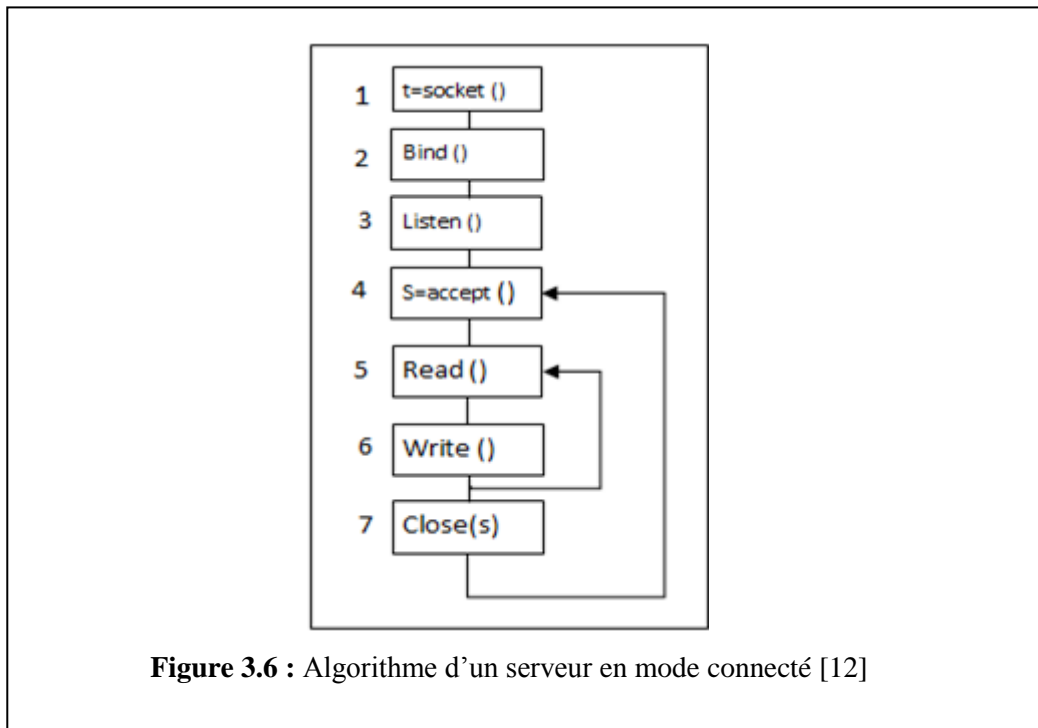 1 t=socket ()
2 Bind ()
3 Listen ()
4 S=accept ()
5 Read ()
6 Write ()
7 Close(s)
Figure 3.6 : Algorithme d’un serveur en mode connecté [12]